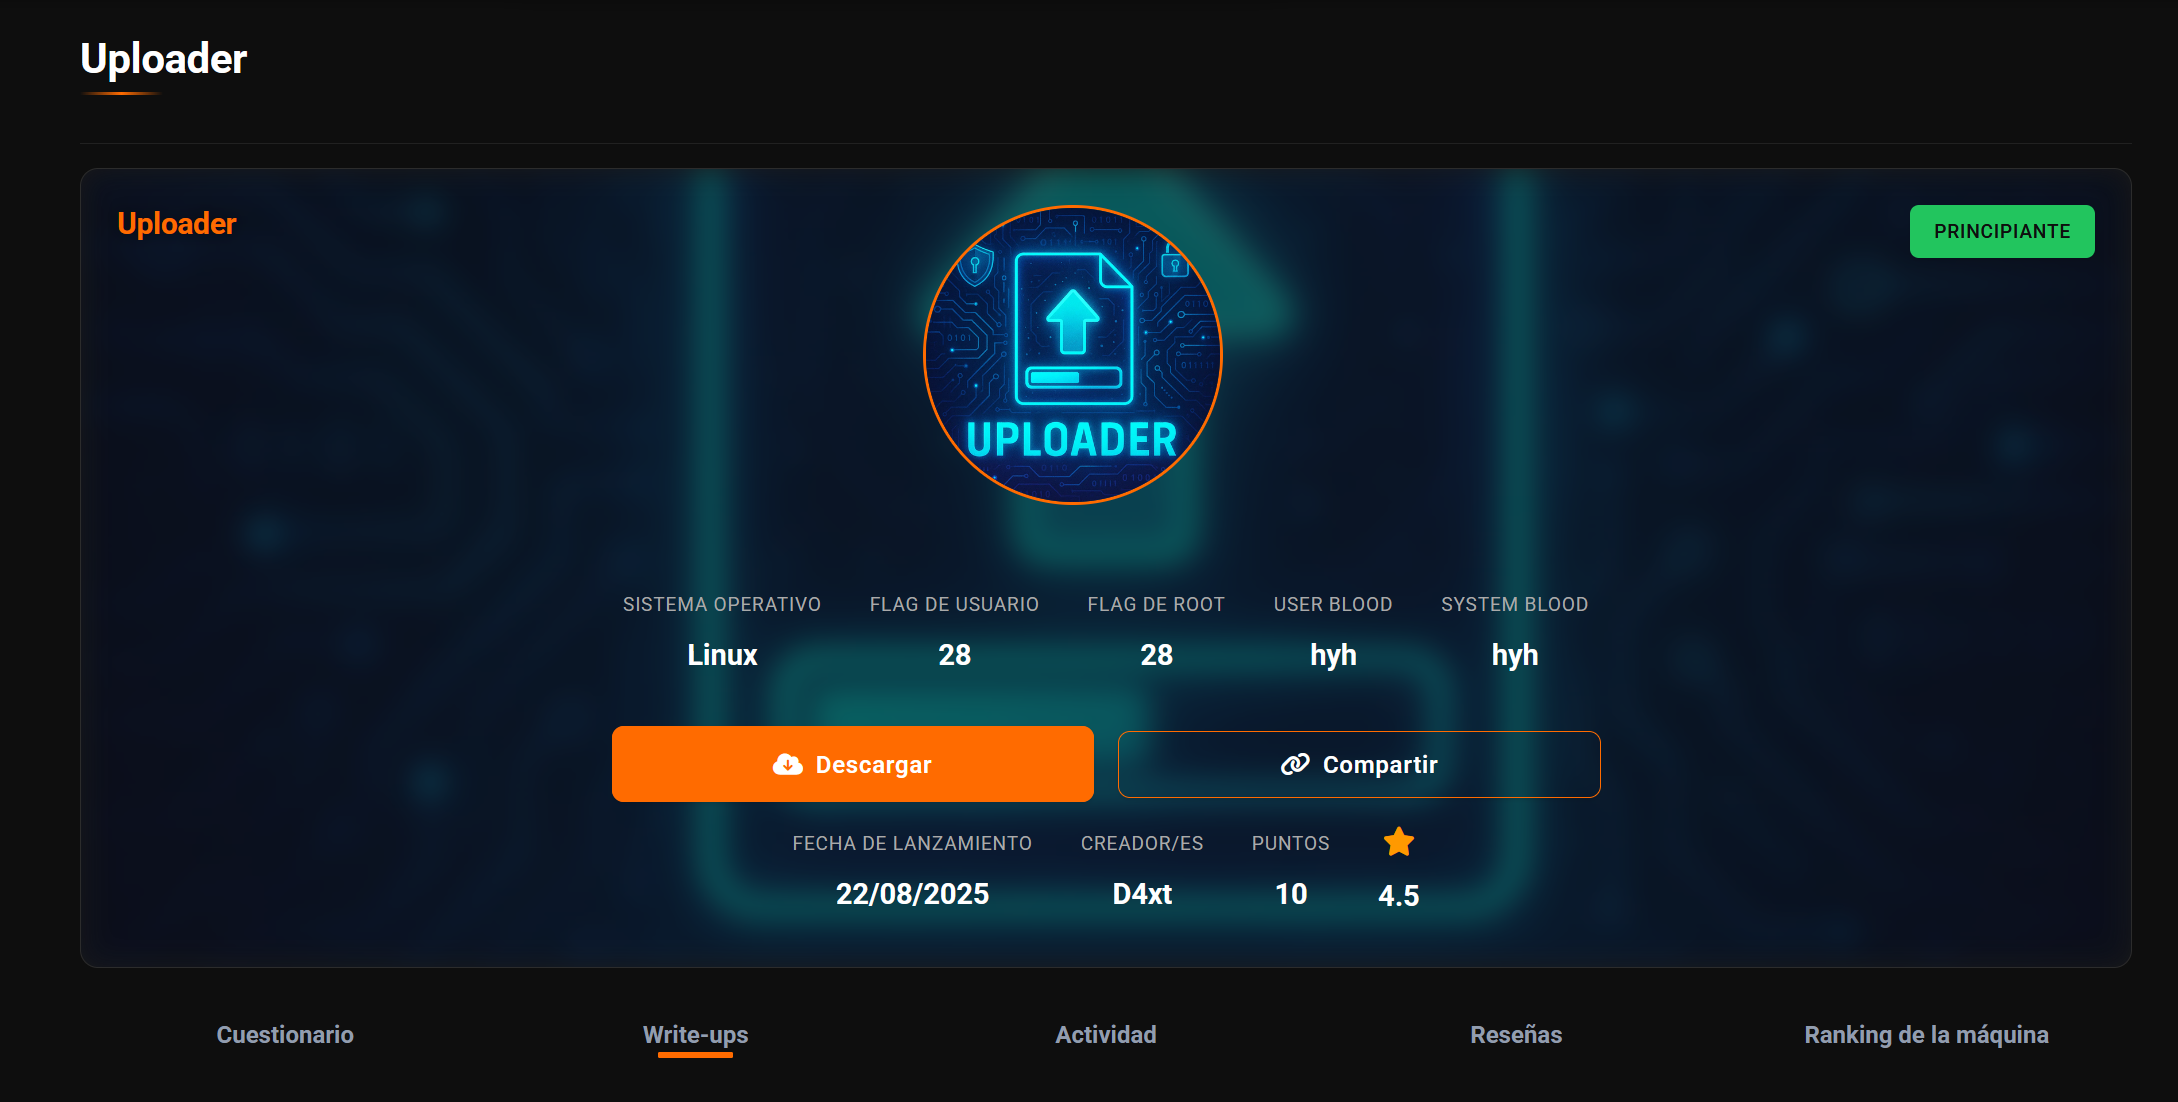 Uploader
Uploader
PRINCIPIANTE
UPLOADER
SISTEMA OPERATIVO
Linux
FLAG DE USUARIO
28
FLAG DE ROOT
28
USER BLOOD
hyh
SYSTEM BLOOD
hyh
Descargar
Compartir
FECHA DE LANZAMIENTO
22/08/2025
CREADOR/ES
D4xt
PUNTOS
10
4.5
Cuestionario
Write-ups
Actividad
Reseñas
Ranking de la máquina